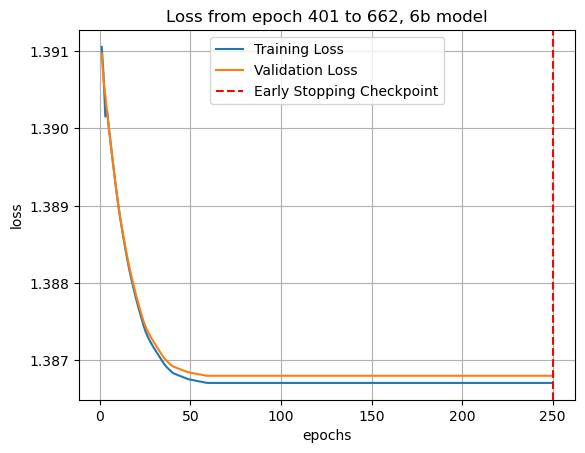 Loss from epoch 401 to 662, 6b model
Training Loss
Validation Loss
Early Stopping Checkpoint
1.391
1.390
1.389
1.388
1.387
loss
0
50
100
150
200
250
epochs